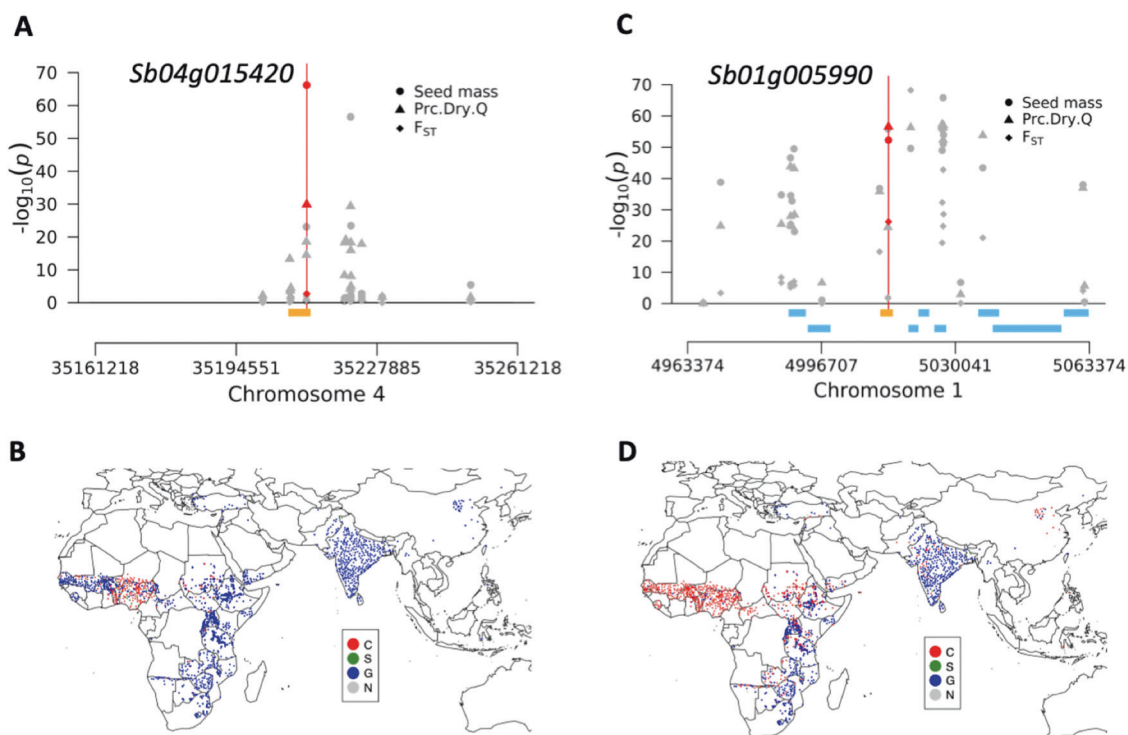 A
Sb04g015420
70
60
50
40
30
20
10
0
-log10(p)
Seed mass
Prc.Dry.Q
FST
35161218 35194551 35227885 35261218
Chromosome 4
C
Sb01g005990
70
60
50
40
30
20
10
0
-log10(p)
Seed mass
Prc.Dry.Q
FST
4963374 4996707 5030041 5063374
Chromosome 1
B
C
S
G
N
D
C
S
G
N